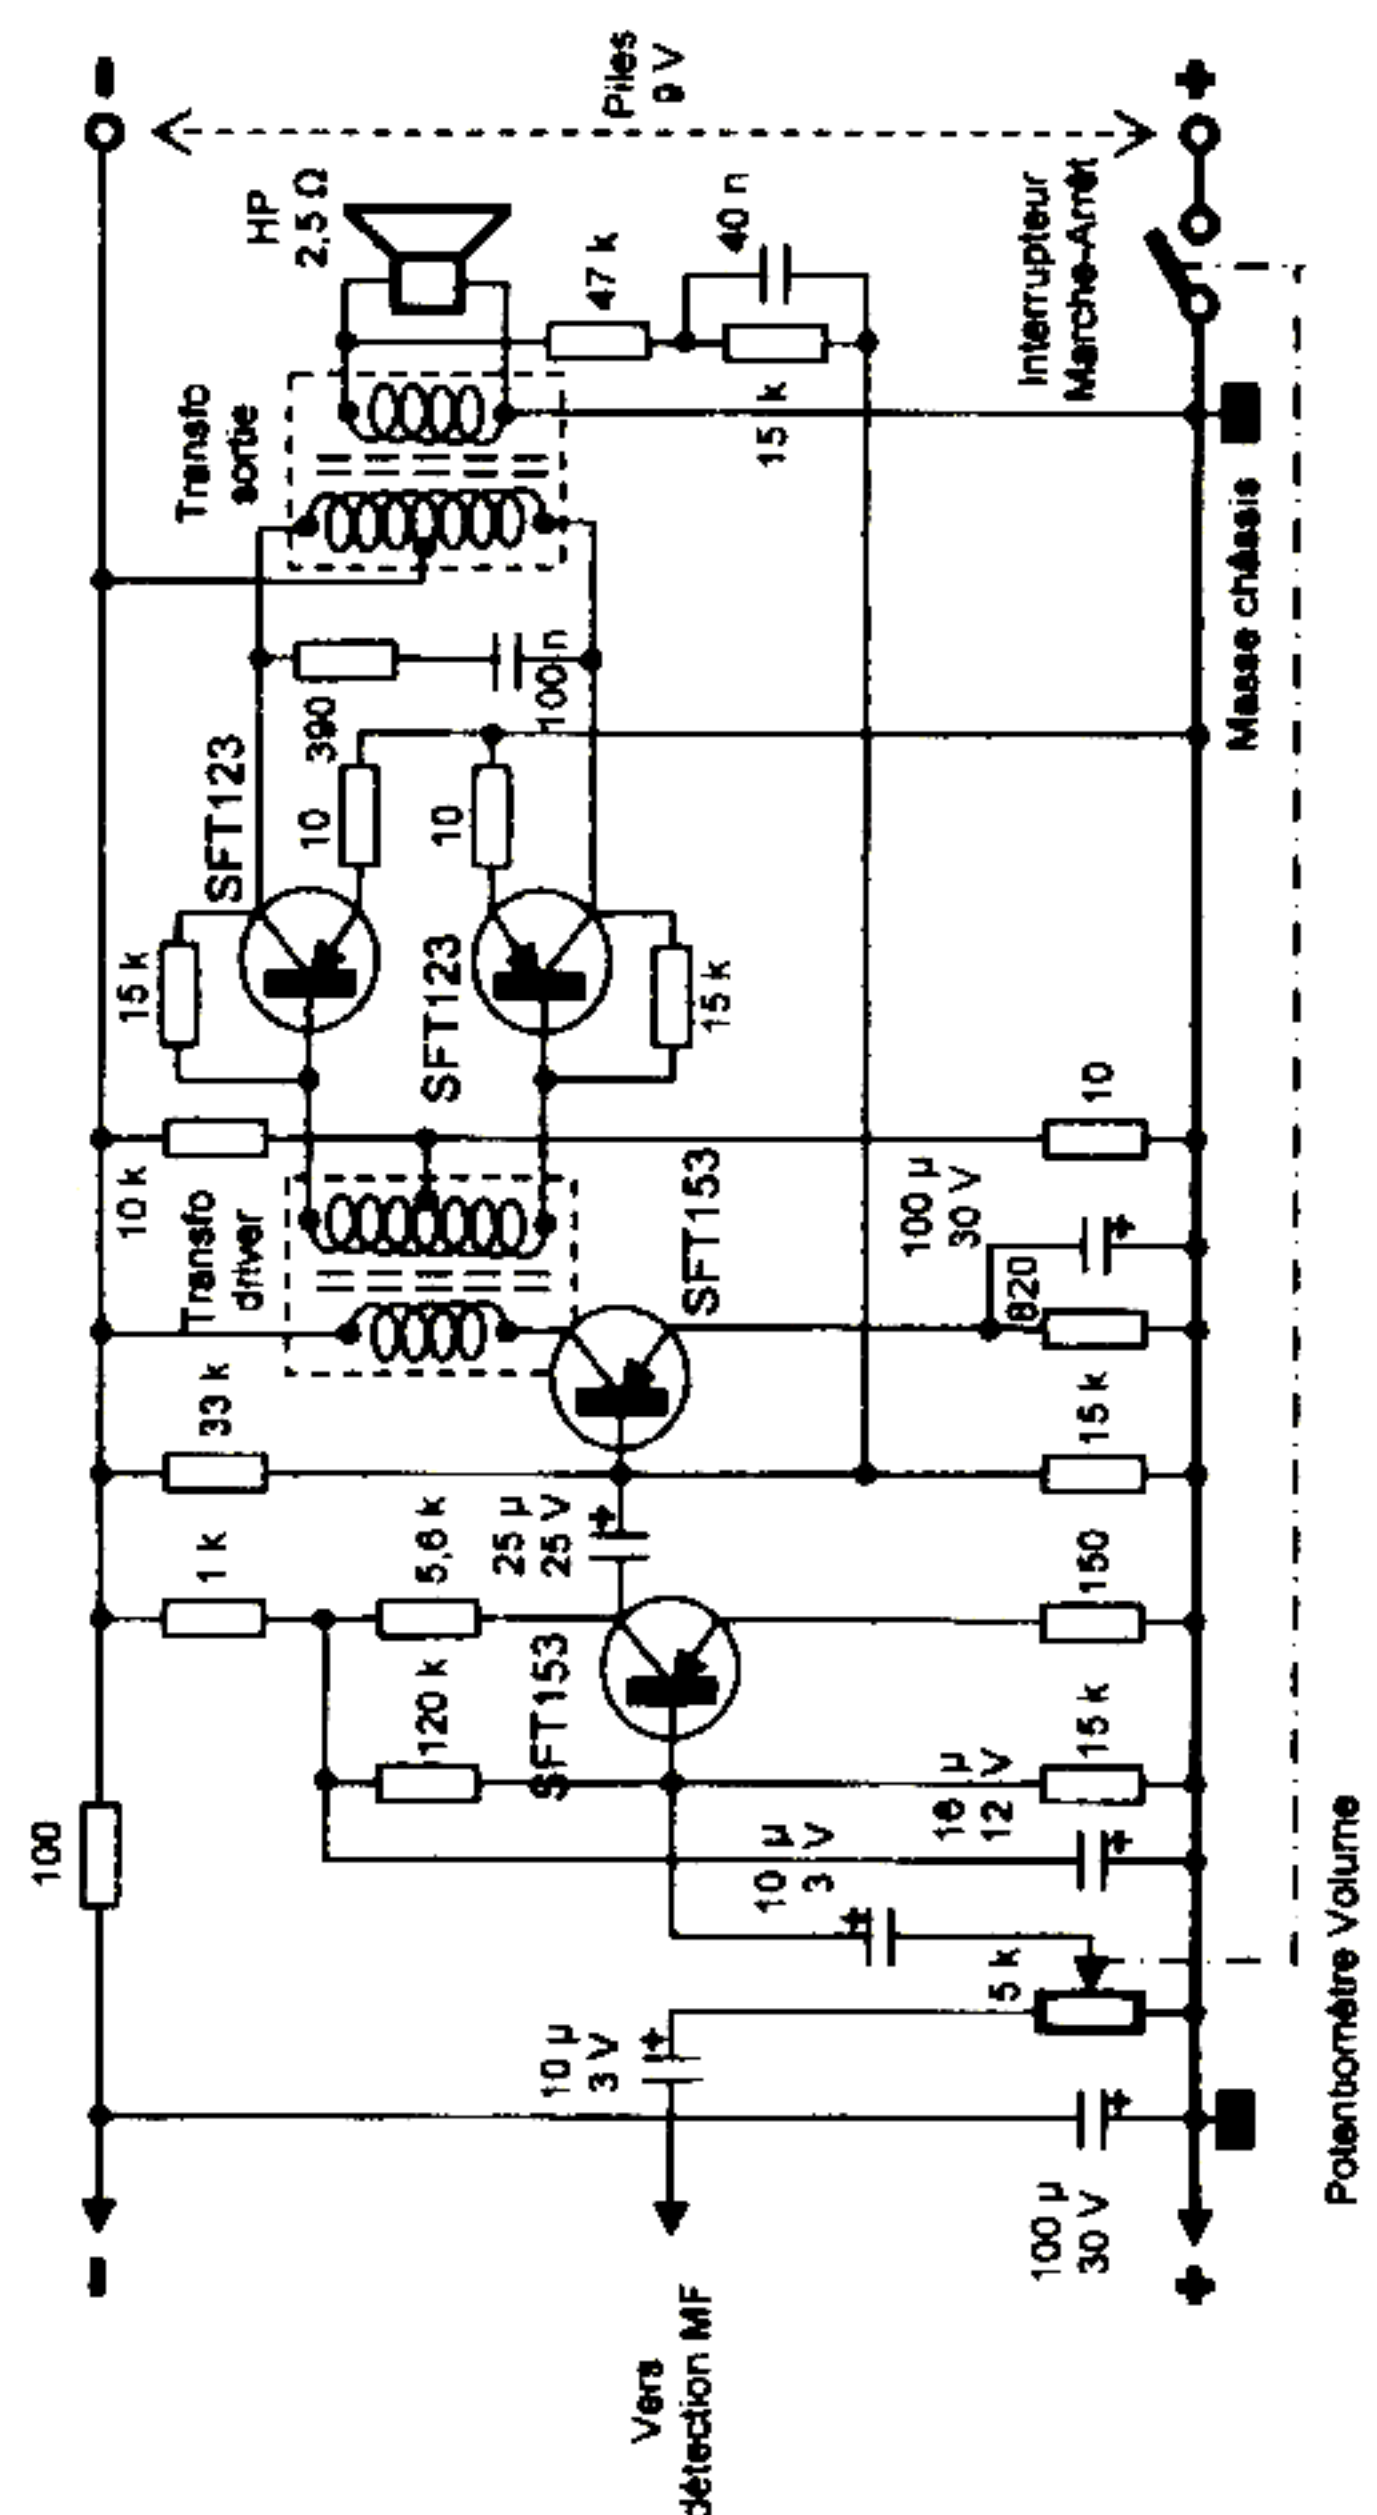 Vers
détection MF
-
+
100 µ
30 V
10 µ
3 V
5 k
Potentiomètre Volume
100
10 µ
3 V
16 µ
12 V
120 k
15 k
SFT153
1 k
5,6 k
150
25 µ
25 V
33 k
15 k
SFT153
820
100 µ
30 V
Transfo
driver
10 k
10
15 k
15 k
SFT123
SFT123
10
10
390
100 n
Masse châssis
Transfo
sortie
15 k
47 k
40 n
HP
2,5 Ω
Interrupteur
Marche-Arrêt
Piles
9 V
-
+